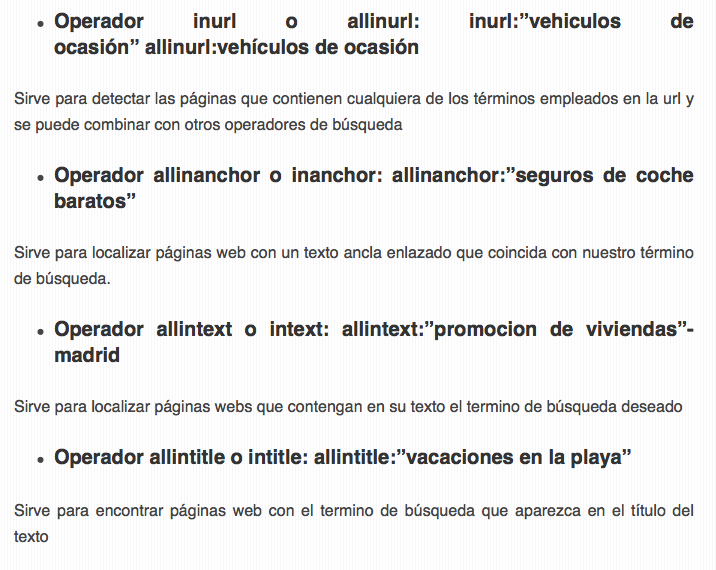 • Operador inurl o allinurl: inurl:”vehiculos de
ocasión” allinurl:vehículos de ocasión
Sirve para detectar las páginas que contienen cualquiera de los términos empleados en la url y
se puede combinar con otros operadores de búsqueda
• Operador allinanchor o inanchor: allinanchor:”seguros de coche
baratos”
Sirve para localizar páginas web con un texto ancla enlazado que coincida con nuestro término
de búsqueda.
• Operador allintext o intext: allintext:”promocion de viviendas”-
madrid
Sirve para localizar páginas webs que contengan en su texto el termino de búsqueda deseado
• Operador allintitle o intitle: allintitle:”vacaciones en la playa”
Sirve para encontrar páginas web con el termino de búsqueda que aparezca en el título del
texto